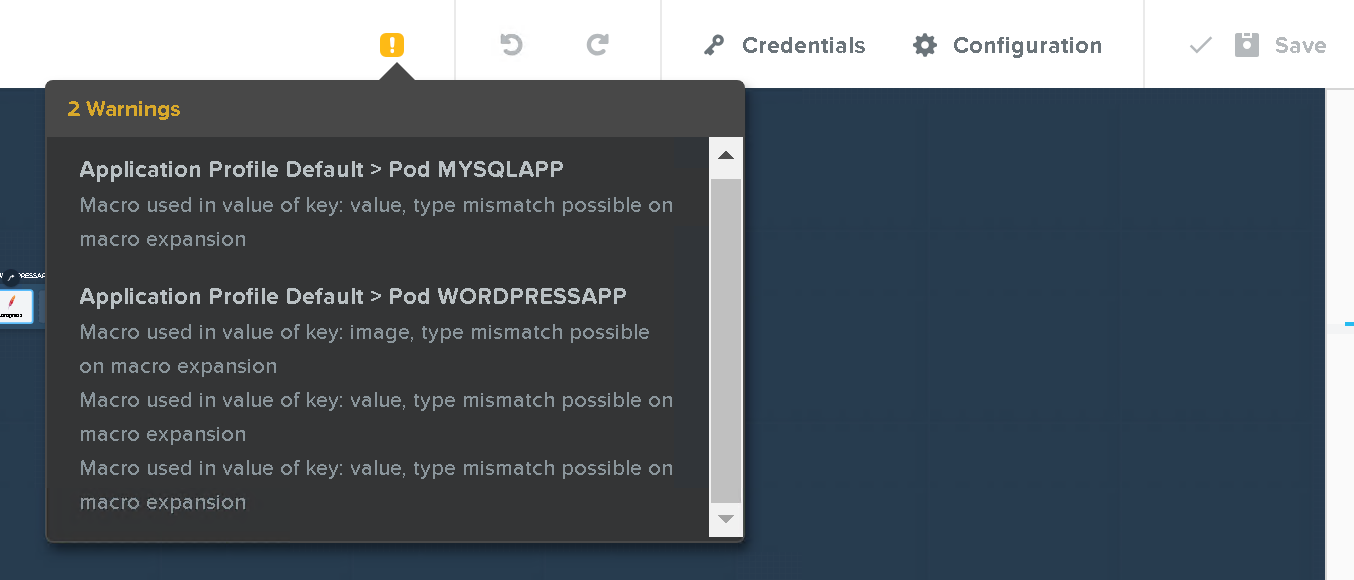 Credentials
Configuration
Save
2 Warnings
Application Profile Default > Pod MYSQLAPP
Macro used in value of key: value, type mismatch possible on
macro expansion
Application Profile Default > Pod WORDPRESSAPP
Macro used in value of key: image, type mismatch possible
on macro expansion
Macro used in value of key: value, type mismatch possible on
macro expansion
Macro used in value of key: value, type mismatch possible on
macro expansion